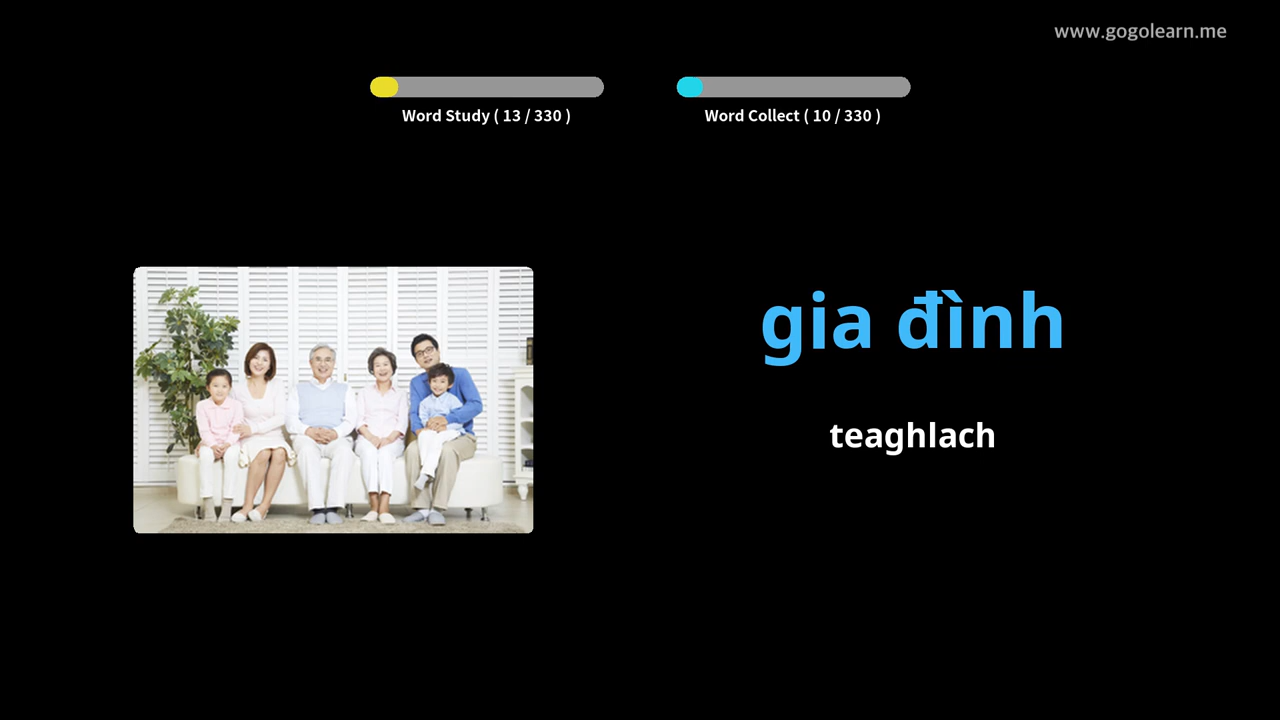 www.gogolearn.me
Word Study ( 13 / 330 )
Word Collect ( 10 / 330 )
gia đình
teaghlach